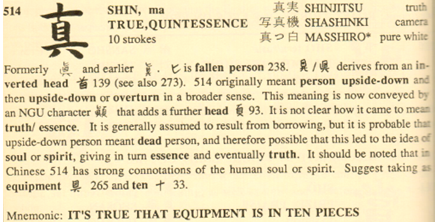 514
真
SHIN, ma
TRUE,QUINTESSENCE
10 strokes
真実 SHINJITSU truth
写真機 SHASHINKI camera
真っ白 MASSHIRO* pure white
Formerly 眞 and earlier . 匕 is fallen person 238. / derives from an in-
verted head 139 (see also 273). 514 originally meant person upside-down and
then upside-down or overturn in a broader sense. This meaning is now conveyed by
an NGU character 顚 that adds a further head 頁 93. It is not clear how it came to mean
truth/ essence. It is generally assumed to result from borrowing, but it is probable that
upside-down person meant dead person, and therefore possible that this led to the idea of
soul or spirit, giving in turn essence and eventually truth. It should be noted that in
Chinese 514 has strong connotations of the human soul or spirit. Suggest taking as
equipment 265 and ten 十 33.
Mnemonic: IT'S TRUE THAT EQUIPMENT IS IN TEN PIECES